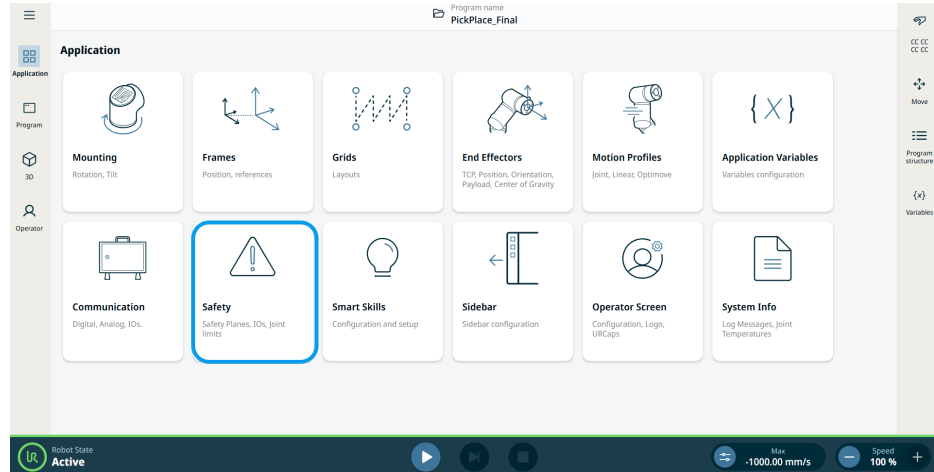 Program name
PickPlace_Final
Application
Application
Program
3D
Operator
Mounting
Rotation, Tilt
Frames
Position, references
Grids
Layouts
End Effectors
TCP, Position, Orientation,
Payload, Center of Gravity
Motion Profiles
Joint, Linear, Optimove
{X}
Application Variables
Variables configuration
Communication
Digital, Analog, IOs.
Safety
Safety Planes, IOs, Joint
limits
Smart Skills
Configuration and setup
Sidebar
Sidebar configuration
Operator Screen
Configuration, Logo,
URCaps
System Info
Log Messages, Joint
Temperatures
CC CC
CC CC
Move
Program
structure
{x}
Variables
UR
Robot State
Active
Max
-1000.00 mm/s
Speed
100 %